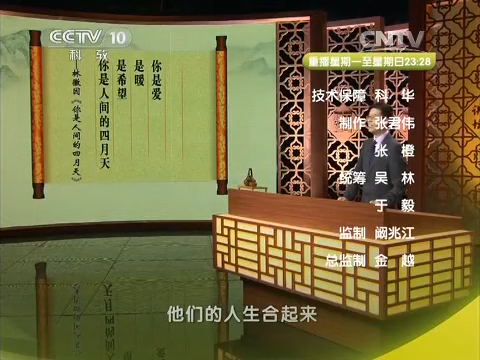 CCTV 10
科教
CNTV
重播星期一至星期日23:28
你是爱
是暖
是希望
你是人间的四月天
林徽因《你是人间的四月天》
技术保障 科 华
制作 张君伟
张 橙
统筹 吴 林
于 毅
监制 阚兆江
总监制 金 越
他们的人生合起来